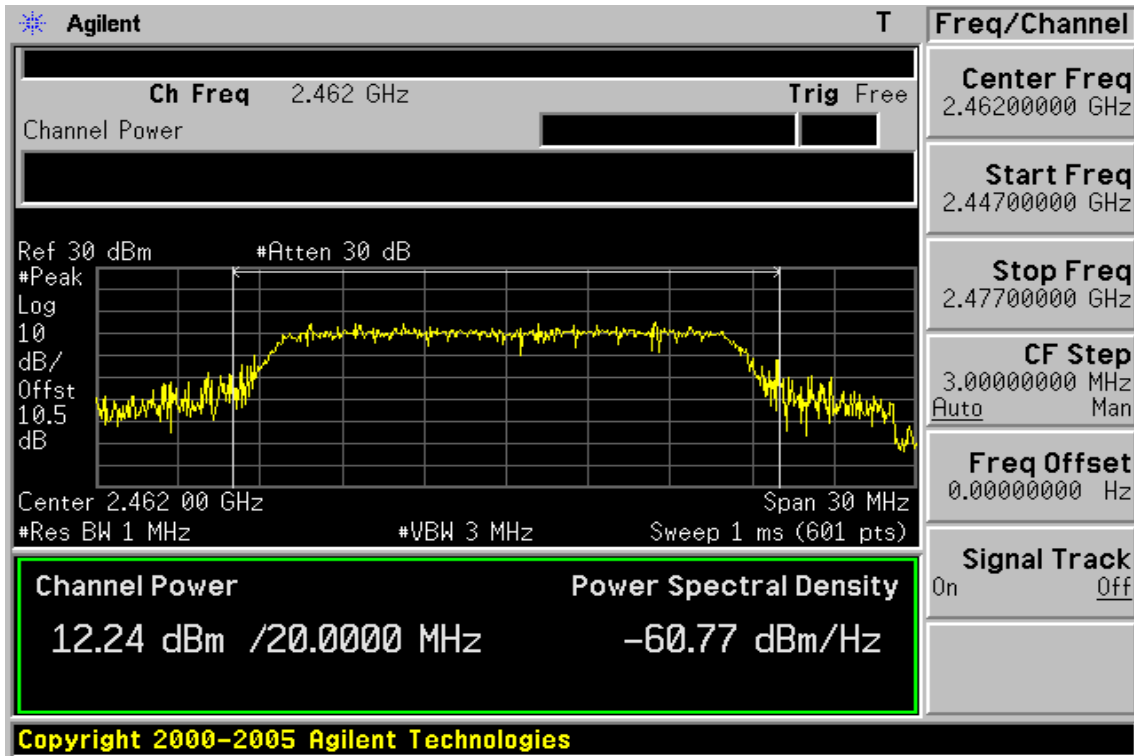 Agilent T
Ch Freq 2.462 GHz Trig Free
Channel Power
Ref 30 dBm #Atten 30 dB
#Peak
Log
10
dB/
Offst
10.5
dB
Center 2.462 00 GHz Span 30 MHz
#Res BW 1 MHz #VBW 3 MHz Sweep 1 ms (601 pts)
Channel Power Power Spectral Density
12.24 dBm /20.0000 MHz -60.77 dBm/Hz
Copyright 2000-2005 Agilent Technologies
Freq/Channel
Center Freq
2.46200000 GHz
Start Freq
2.44700000 GHz
Stop Freq
2.47700000 GHz
CF Step
3.00000000 MHz
Auto Man
Freq Offset
0.00000000 Hz
Signal Track
On Off